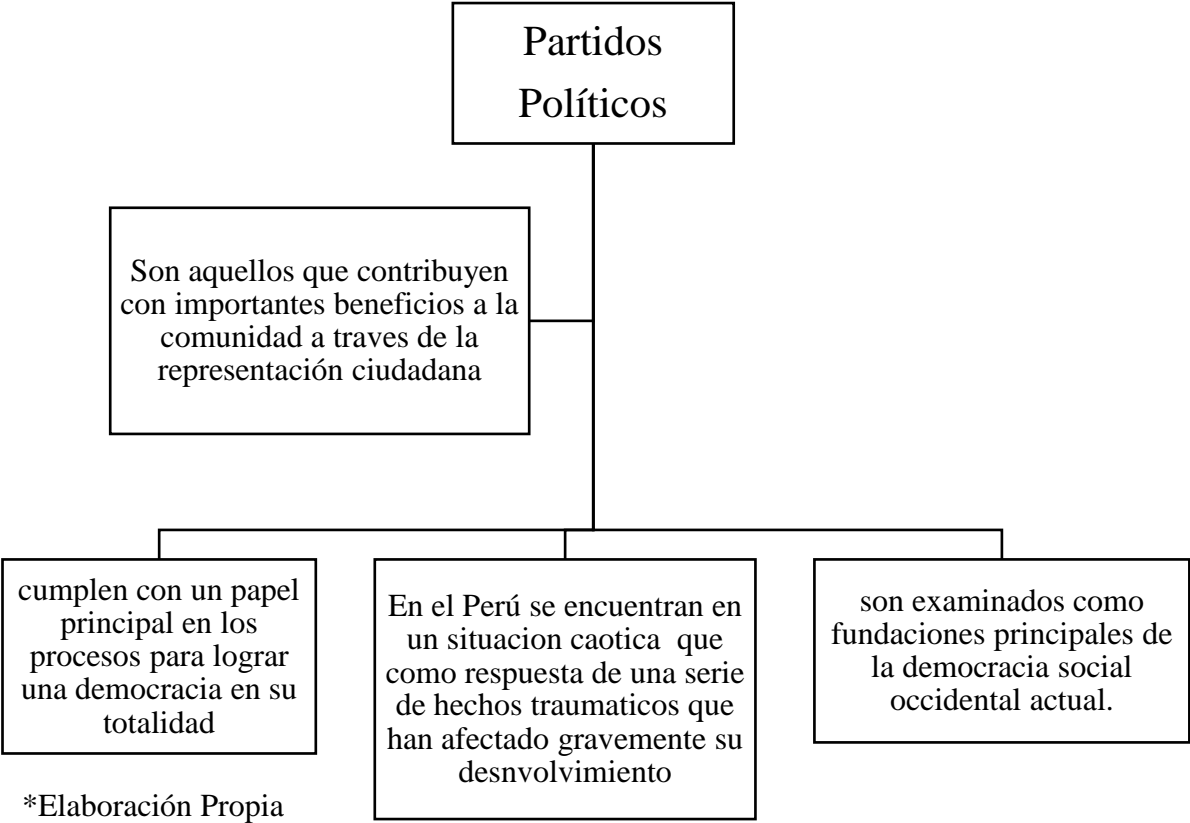 Partidos
Políticos
Son aquellos que contribuyen
con importantes beneficios a la
comunidad a traves de la
representación ciudadana
cumplen con un papel
principal en los
procesos para lograr
una democracia en su
totalidad
En el Perú se encuentran en
un situacion caotica que
como respuesta de una serie
de hechos traumaticos que
han afectado gravemente su
desnvolvimiento
son examinados como
fundaciones principales de
la democracia social
occidental actual.
*Elaboración Propia